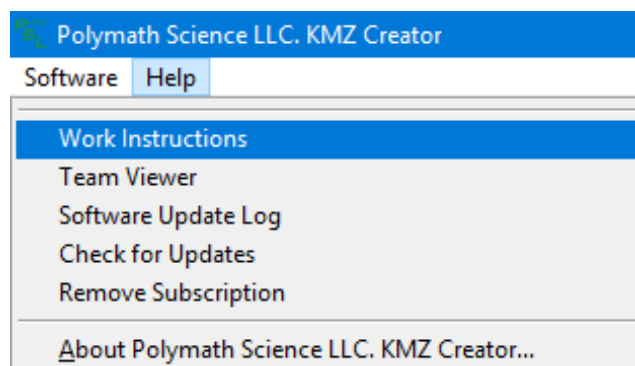 PSL Polymath Science LLC. KMZ Creator
Software Help
Work Instructions
Team Viewer
Software Update Log
Check for Updates
Remove Subscription
About Polymath Science LLC. KMZ Creator...